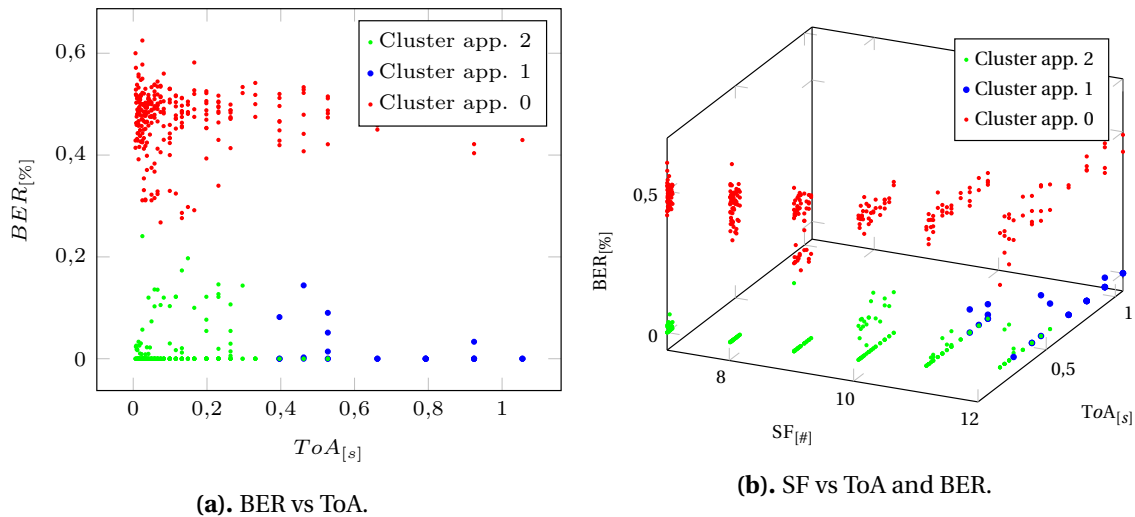 Cluster app. 2
Cluster app. 1
Cluster app. 0
0,6
0,4
0,2
0
BER[%]
0 0,2 0,4 0,6 0,8 1
ToA[s]
(a). BER vs ToA.
Cluster app. 2
Cluster app. 1
Cluster app. 0
0,5
0
BER[%]
8
10
12
SF[#]
0,5
1
ToA[s]
(b). SF vs ToA and BER.